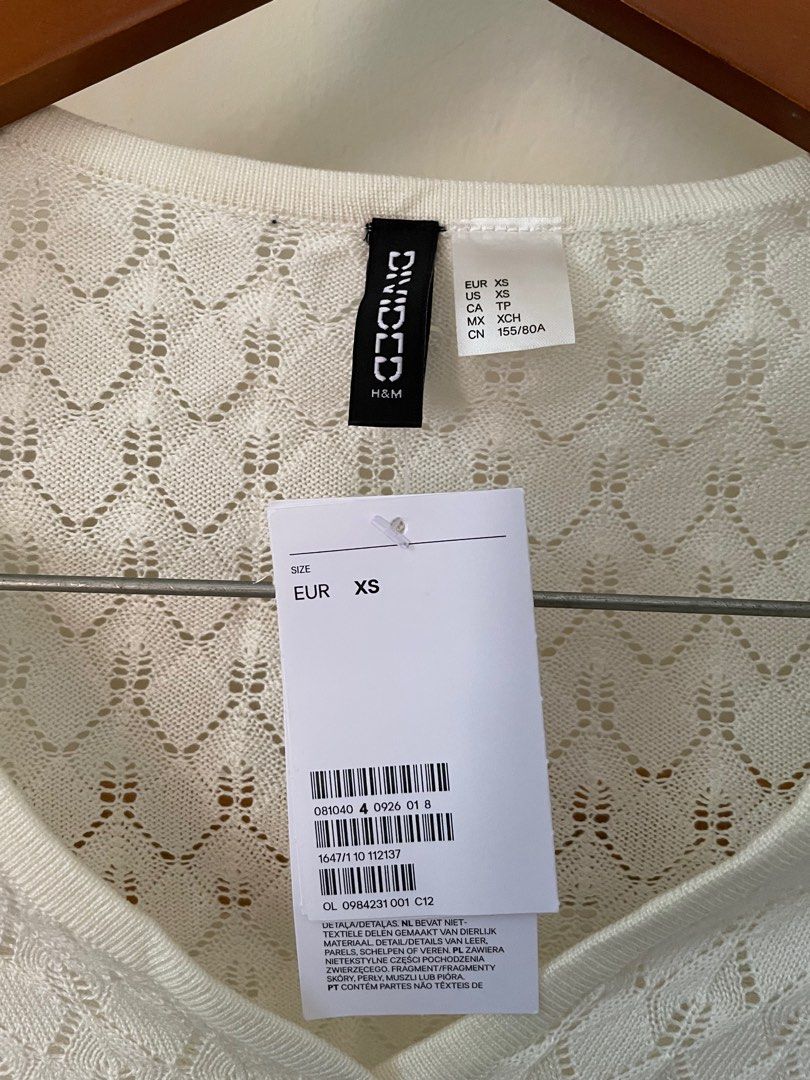 DIVIDED
H&M
EUR XS
US XS
CA TP
MX XCH
CN 155/80A
SIZE
EUR XS
081040 4 0926 01 8
1647/1 10 112137
OL 0984231 001 C12
DETAĻA/DETAĻAS. NL BEVAT NIET-
TEXTIELE DELEN GEMAAKT VAN DIERLIJK
MATERIAAL. DETAIL/DETAILS VAN LEER,
PARELS, SCHELPEN OF VEREN. PL ZAWIERA
NIETEKSTYLNE CZĘŚCI POCHODZENIA
ZWIERZĘCEGO. FRAGMENT/FRAGMENTY
SKÓRY, PERŁY, MUSZLI LUB PIÓRA.
PT CONTÉM PARTES NÃO TÊXTEIS DE